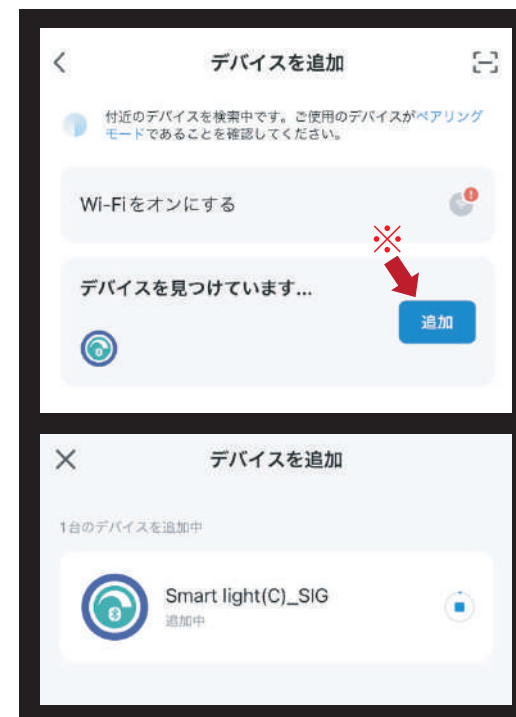 デバイスを追加
付近のデバイスを検索中です。ご使用のデバイスがペアリング
モードであることを確認してください。
Wi-Fiをオンにする
※
デバイスを見つけています...
追加
デバイスを追加
1台のデバイスを追加中
Smart light(C)_SIG
追加中